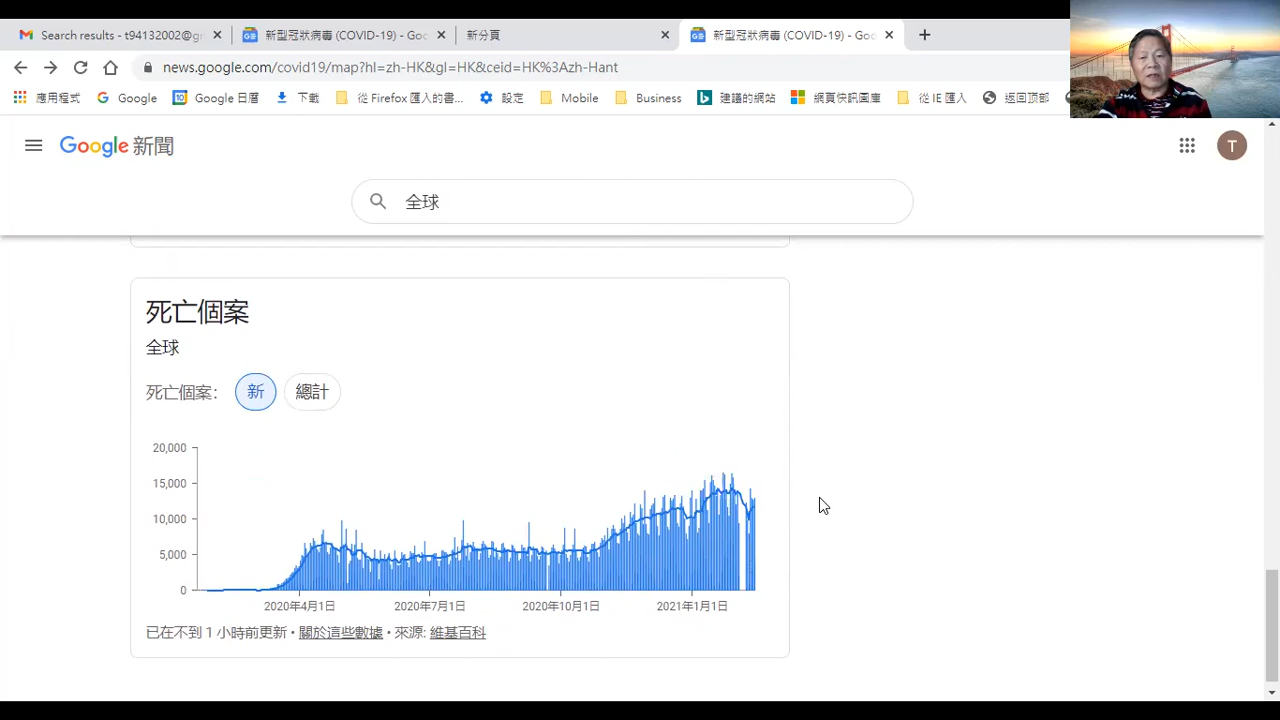 Search results - t94132002@gr
新型冠狀病毒 (COVID-19) - Goo
新分頁
新型冠狀病毒 (COVID-19) - Goo
news.google.com/covid19/map?hl=zh-HK&gl=HK&ceid=HK%3Azh-Hant
應用程式 Google Google 日曆 下載 從 Firefox 匯入的書... 設定 Mobile Business 建議的網站 網頁快訊圖庫 從 IE 匯入 返回顶部
Google 新聞
T
全球
死亡個案
全球
死亡個案: 新 總計
20,000
15,000
10,000
5,000
0
2020年4月1日 2020年7月1日 2020年10月1日 2021年1月1日
已在不到 1 小時前更新 • 關於這些數據 • 來源: 維基百科